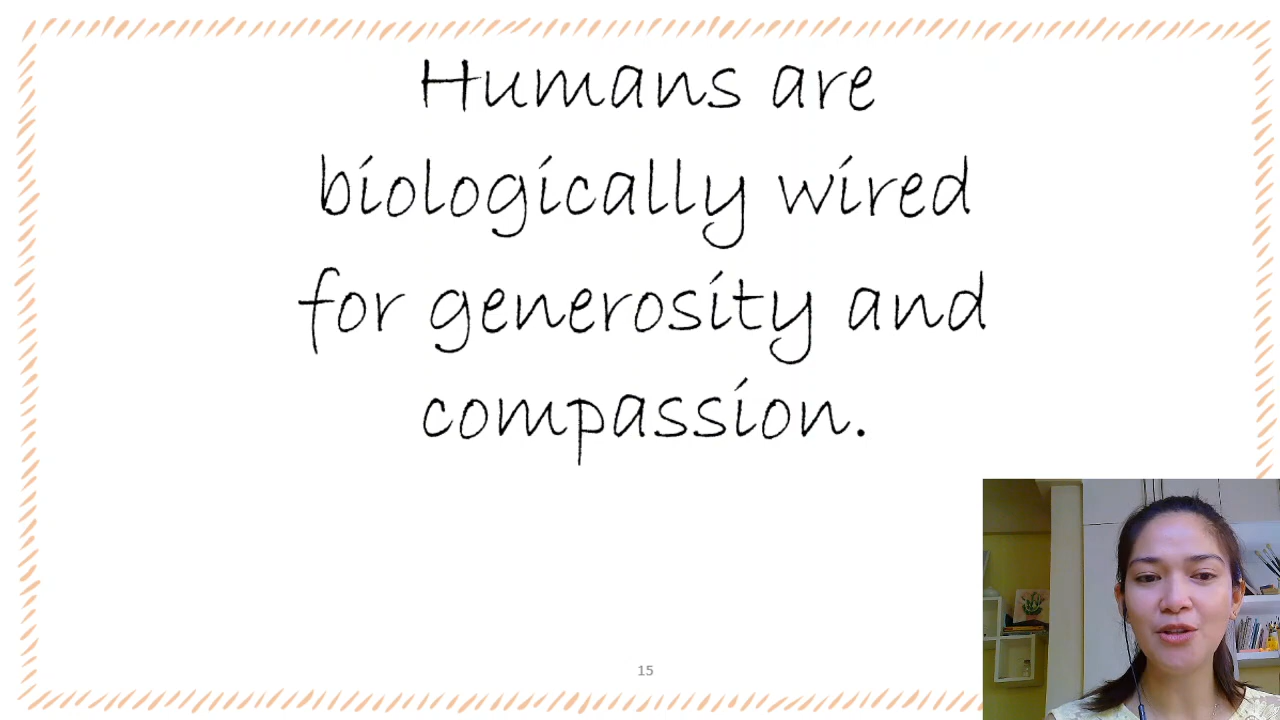 Humans are
biologically wired
for generosity and
compassion.
15